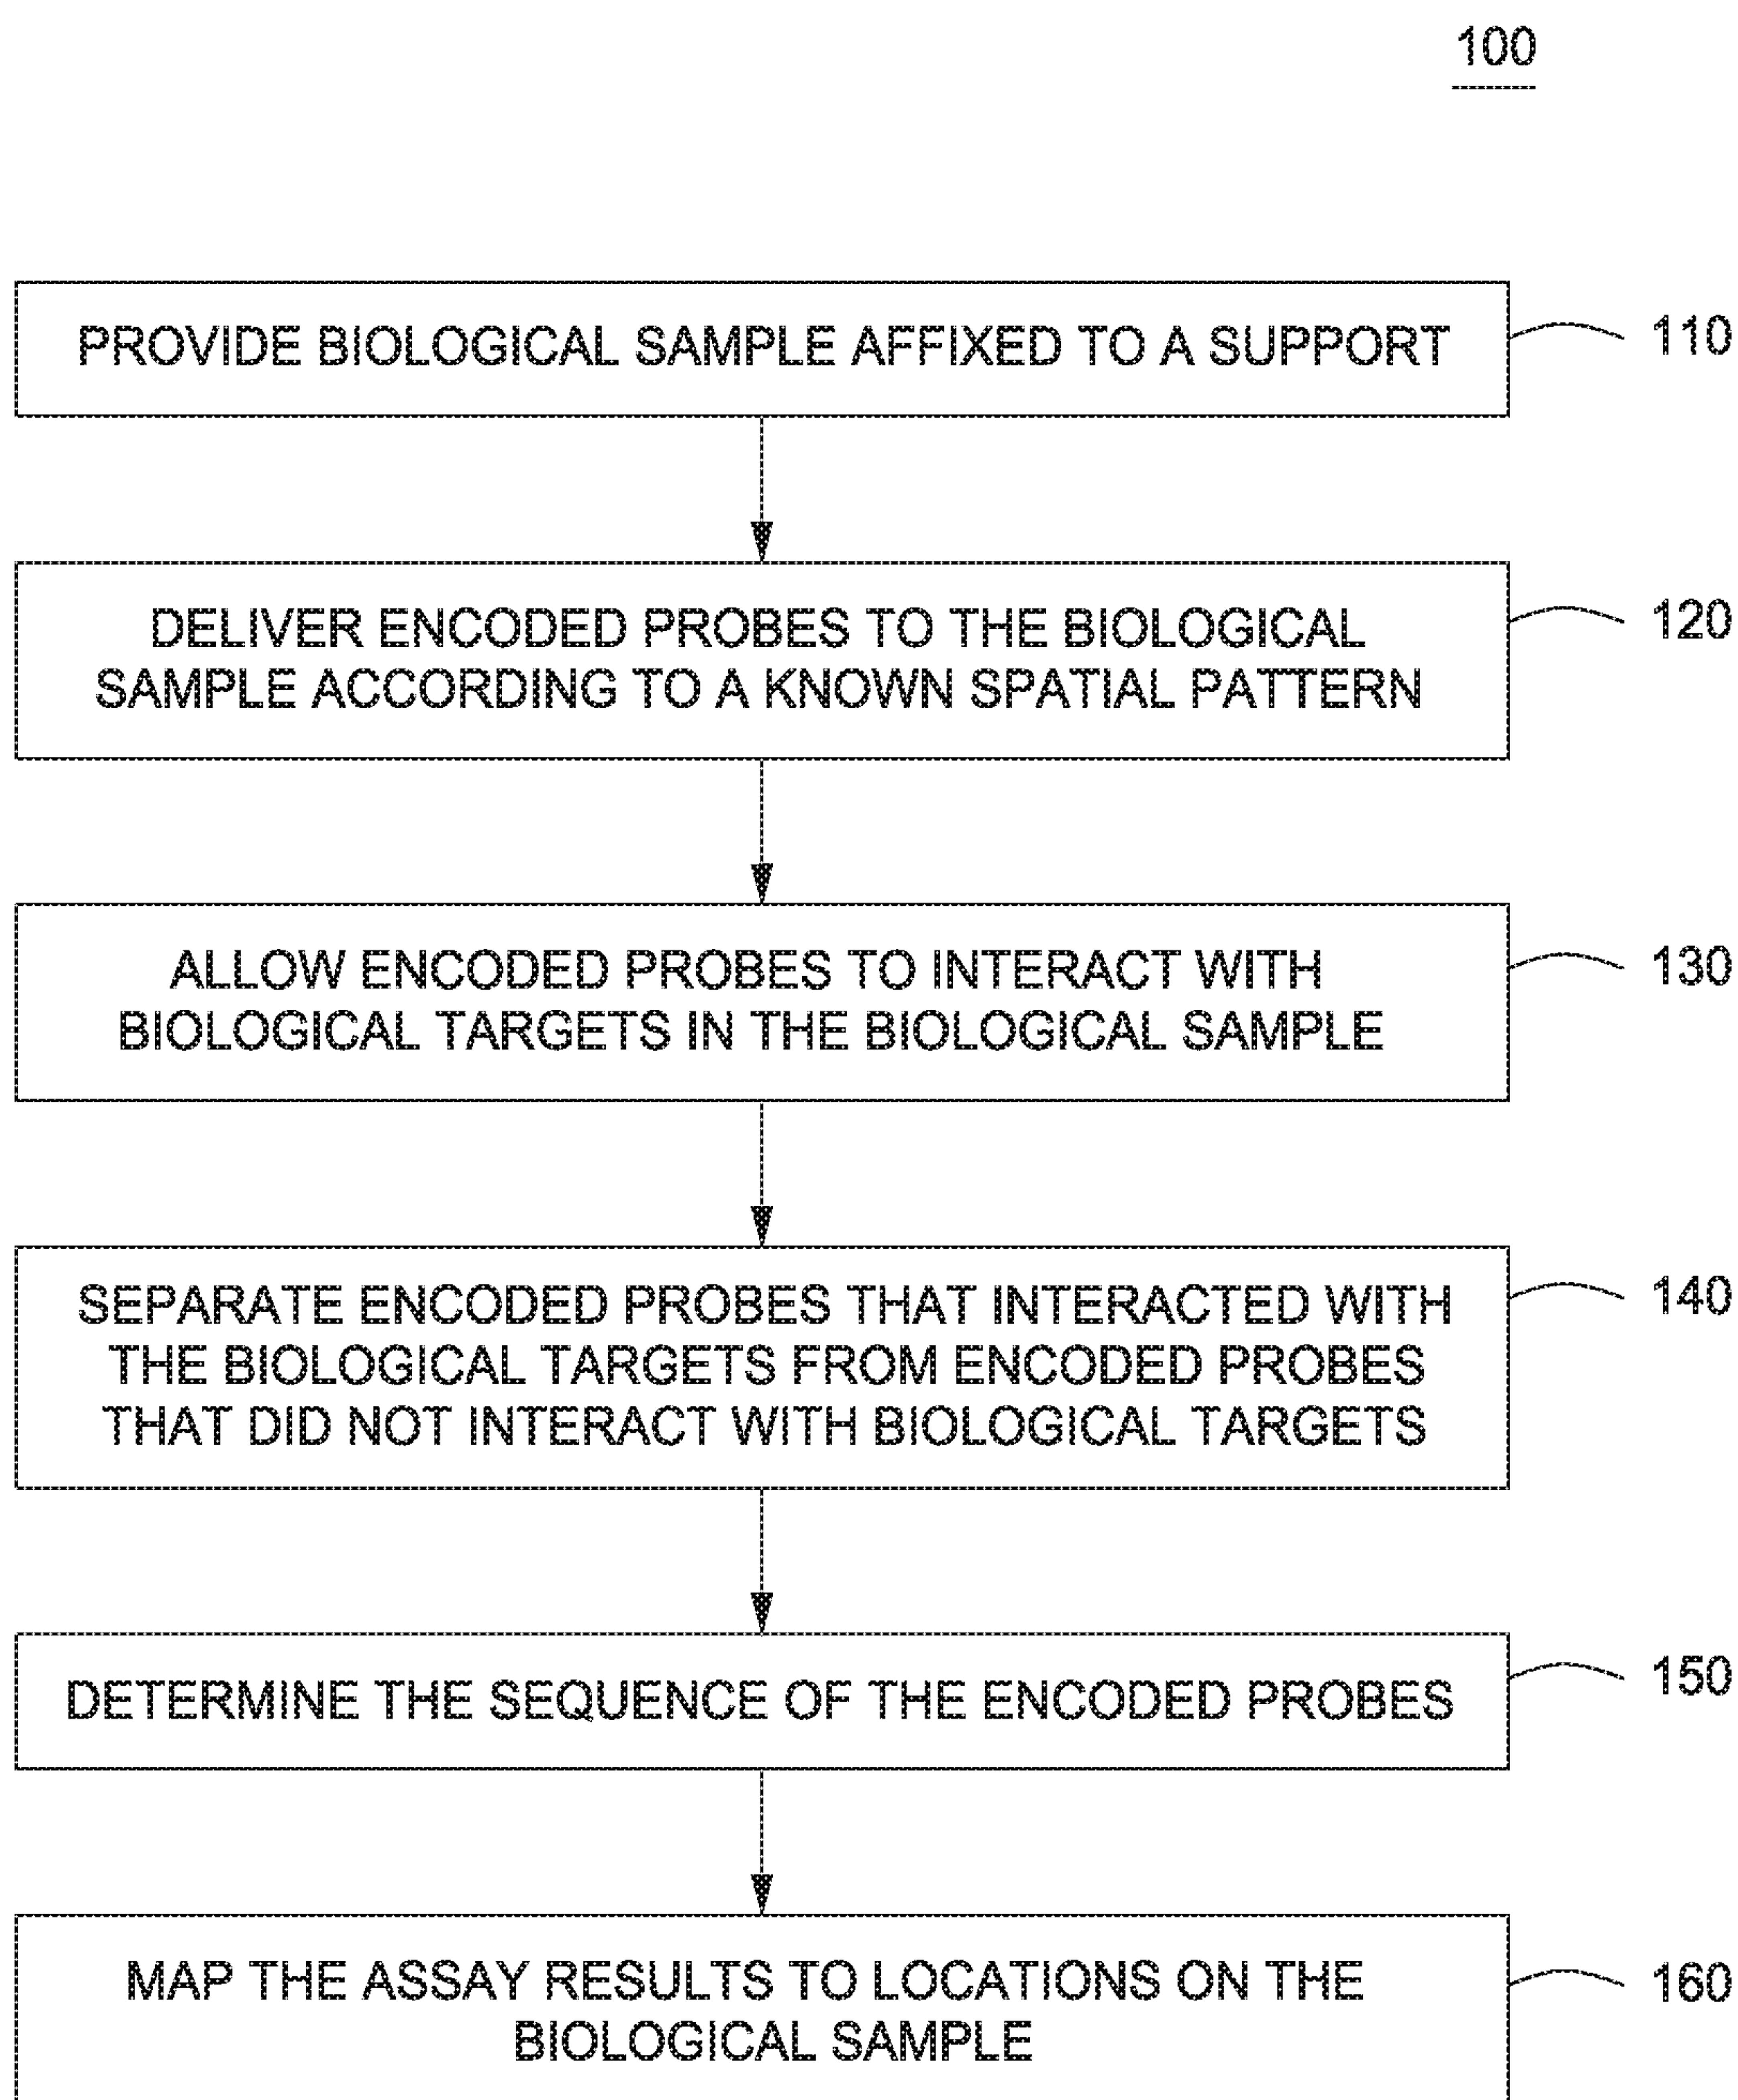 100
PROVIDE BIOLOGICAL SAMPLE AFFIXED TO A SUPPORT
110
DELIVER ENCODED PROBES TO THE BIOLOGICAL
SAMPLE ACCORDING TO A KNOWN SPATIAL PATTERN
120
ALLOW ENCODED PROBES TO INTERACT WITH
BIOLOGICAL TARGETS IN THE BIOLOGICAL SAMPLE
130
SEPARATE ENCODED PROBES THAT INTERACTED WITH
THE BIOLOGICAL TARGETS FROM ENCODED PROBES
THAT DID NOT INTERACT WITH BIOLOGICAL TARGETS
140
DETERMINE THE SEQUENCE OF THE ENCODED PROBES
150
MAP THE ASSAY RESULTS TO LOCATIONS ON THE
BIOLOGICAL SAMPLE
160